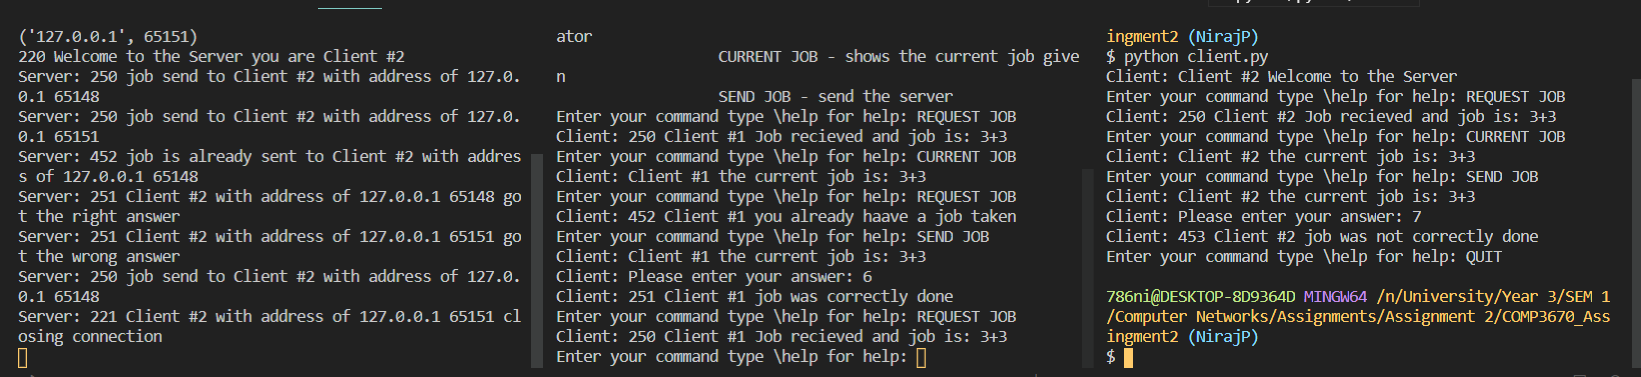 ('127.0.0.1', 65151)
220 Welcome to the Server you are Client #2
Server: 250 job send to Client #2 with address of 127.0.
0.1 65148
Server: 250 job send to Client #2 with address of 127.0.
0.1 65151
Server: 452 job is already sent to Client #2 with addres
s of 127.0.0.1 65148
Server: 251 Client #2 with address of 127.0.0.1 65148 go
t the right answer
Server: 251 Client #2 with address of 127.0.0.1 65151 go
t the wrong answer
Server: 250 job send to Client #2 with address of 127.0.
0.1 65148
Server: 221 Client #2 with address of 127.0.0.1 65151 cl
osing connection
ator
CURRENT JOB - shows the current job give
n
SEND JOB - send the server
Enter your command type \help for help: REQUEST JOB
Client: 250 Client #1 Job recieved and job is: 3+3
Enter your command type \help for help: CURRENT JOB
Client: Client #1 the current job is: 3+3
Enter your command type \help for help: REQUEST JOB
Client: 452 Client #1 you already haave a job taken
Enter your command type \help for help: SEND JOB
Client: Client #1 the current job is: 3+3
Client: Please enter your answer: 6
Client: 251 Client #1 job was correctly done
Enter your command type \help for help: REQUEST JOB
Client: 250 Client #1 Job recieved and job is: 3+3
Enter your command type \help for help:
ingment2 (NirajP)
$ python client.py
Client: Client #2 Welcome to the Server
Enter your command type \help for help: REQUEST JOB
Client: 250 Client #2 Job recieved and job is: 3+3
Enter your command type \help for help: CURRENT JOB
Client: Client #2 the current job is: 3+3
Enter your command type \help for help: SEND JOB
Client: Client #2 the current job is: 3+3
Client: Please enter your answer: 7
Client: 453 Client #2 job was not correctly done
Enter your command type \help for help: QUIT
786ni@DESKTOP-8D9364D MINGW64 /n/University/Year 3/SEM 1
/Computer Networks/Assignments/Assignment 2/COMP3670_Ass
ingment2 (NirajP)
$